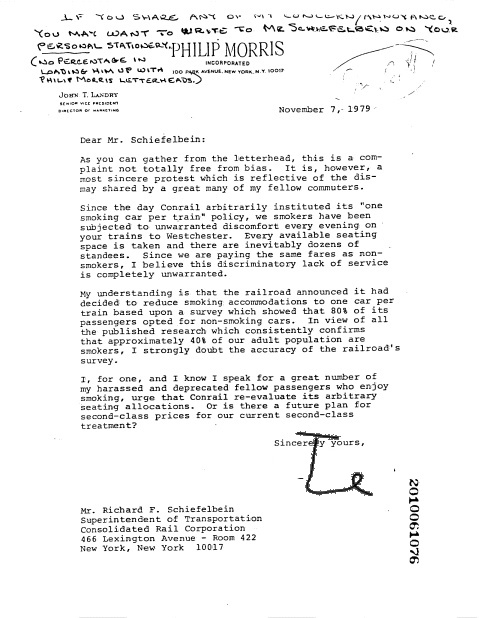 IF YOU SHARE ANY OF MY CONCERN/ANNOYANCE,
YOU MAY WANT TO WRITE TO MR SCHIEFELBEIN ON YOUR
PERSONAL STATIONERY.
(NO PERCENTAGE IN
LOADING HIM UP WITH
PHILIP MORRIS LETTERHEADS.)
PHILIP MORRIS
INCORPORATED
100 PARK AVENUE, NEW YORK, N.Y. 10017
JOHN T. LANDRY
SENIOR VICE PRESIDENT
DIRECTOR OF MARKETING
November 7, 1979
Dear Mr. Schiefelbein:
As you can gather from the letterhead, this is a com-
plaint not totally free from bias. It is, however, a
most sincere protest which is reflective of the dis-
may shared by a great many of my fellow commuters.
Since the day Conrail arbitrarily instituted its "one
smoking car per train" policy, we smokers have been
subjected to unwarranted discomfort every evening on
your trains to Westchester. Every available seating
space is taken and there are inevitably dozens of
standees. Since we are paying the same fares as non-
smokers, I believe this discriminatory lack of service
is completely unwarranted.
My understanding is that the railroad announced it had
decided to reduce smoking accommodations to one car per
train based upon a survey which showed that 80% of its
passengers opted for non-smoking cars. In view of all
the published research which consistently confirms
that approximately 40% of our adult population are
smokers, I strongly doubt the accuracy of the railroad's
survey.
I, for one, and I know I speak for a great number of
my harassed and deprecated fellow passengers who enjoy
smoking, urge that Conrail re-evaluate its arbitrary
seating allocations. Or is there a future plan for
second-class prices for our current second-class
treatment?
Sincerely yours,
Mr. Richard F. Schiefelbein
Superintendent of Transportation
Consolidated Rail Corporation
466 Lexington Avenue - Room 422
New York, New York 10017
2010061076